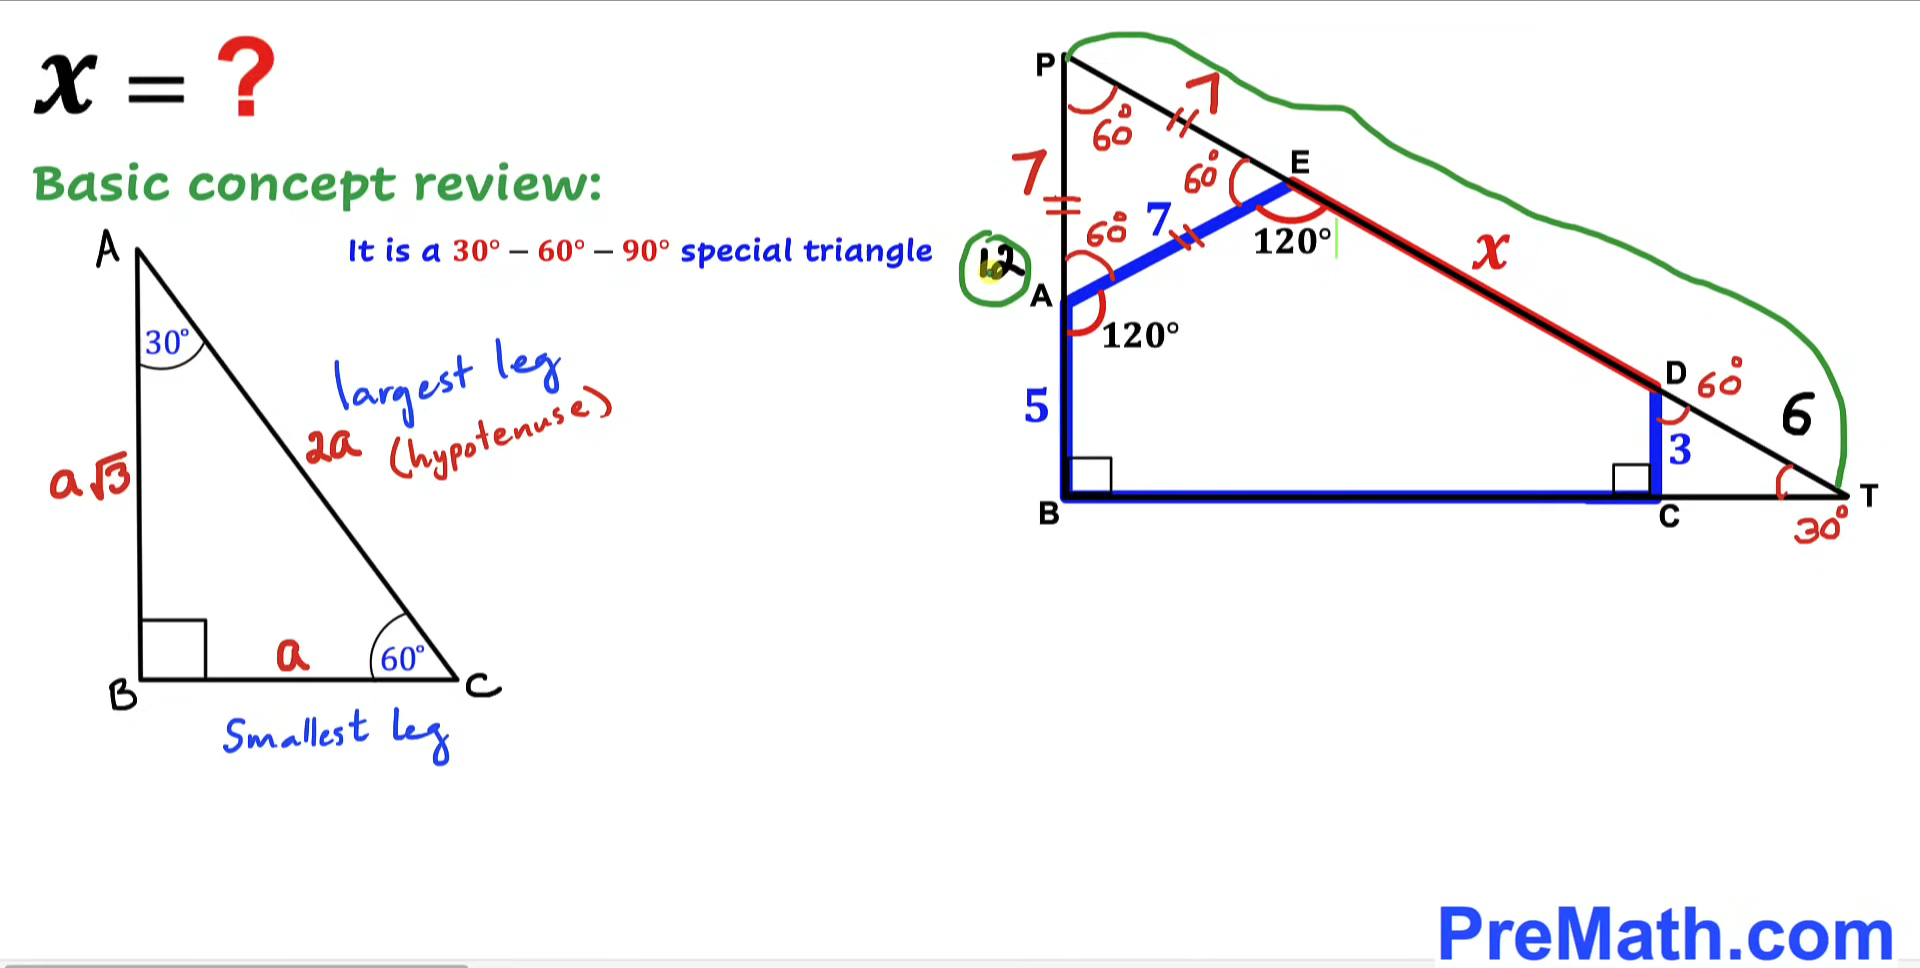 x = ?
Basic concept review:
It is a 30° – 60° – 90° special triangle
A
30°
largest leg
2a (hypotenuse)
a√3
a
60°
B
C
Smallest leg
P
7
60°
E
7
60°
60°
7
120°
x
12
A
120°
D
60°
6
5
3
B
C
T
30°
PreMath.com